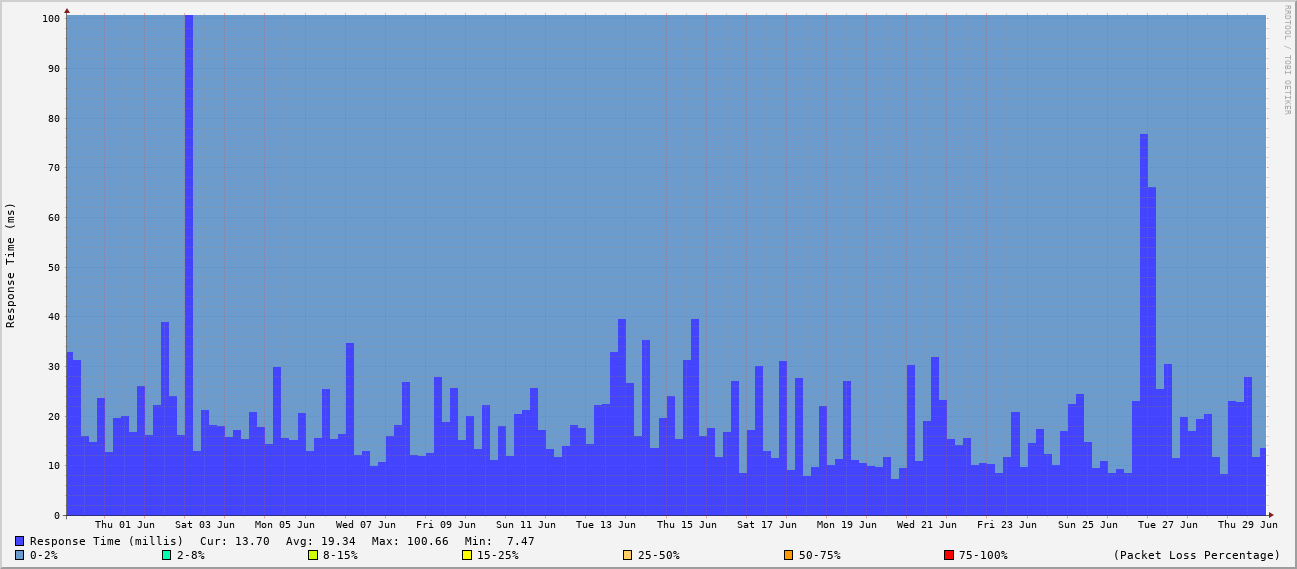 RRDTOOL / TOBI OETIKER
Response Time (ms)
100
90
80
70
60
50
40
30
20
10
0
Thu 01 Jun Sat 03 Jun Mon 05 Jun Wed 07 Jun Fri 09 Jun Sun 11 Jun Tue 13 Jun Thu 15 Jun Sat 17 Jun Mon 19 Jun Wed 21 Jun Fri 23 Jun Sun 25 Jun Tue 27 Jun Thu 29 Jun
Response Time (millis) Cur: 13.70 Avg: 19.34 Max: 100.66 Min: 7.47
0-2% 2-8% 8-15% 15-25% 25-50% 50-75% 75-100% (Packet Loss Percentage)